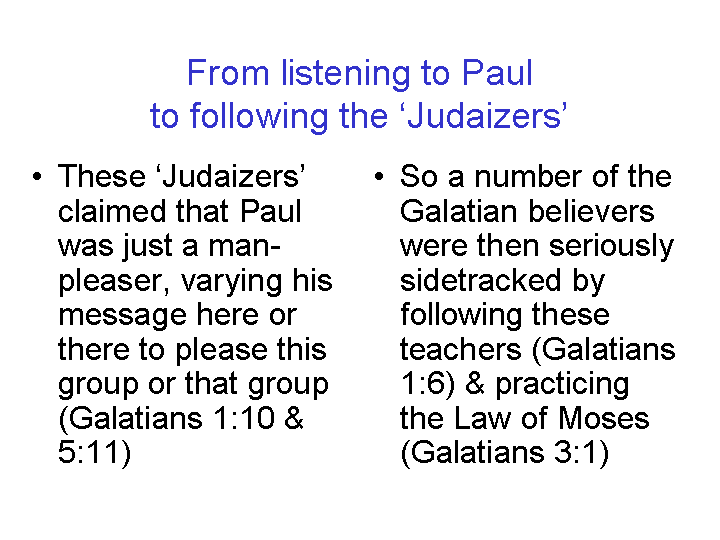 From listening to Paul
to following the ‘Judaizers’
• These ‘Judaizers’
claimed that Paul
was just a man-
pleaser, varying his
message here or
there to please this
group or that group
(Galatians 1:10 &
5:11)
• So a number of the
Galatian believers
were then seriously
sidetracked by
following these
teachers (Galatians
1:6) & practicing
the Law of Moses
(Galatians 3:1)